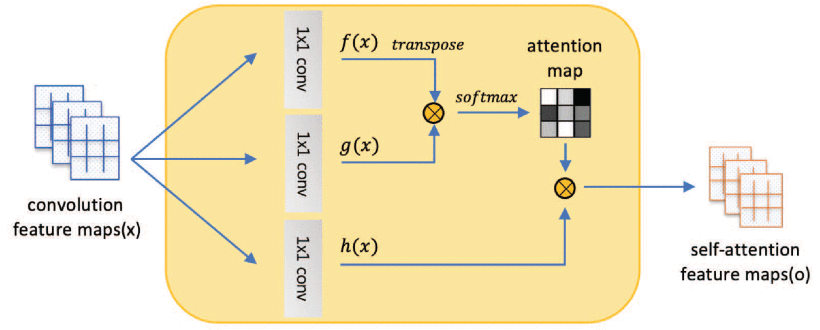 1x1 conv
f(x) transpose
attention
map
softmax
1x1 conv
g(x)
convolution
feature maps(x)
1x1 conv
h(x)
self-attention
feature maps(o)